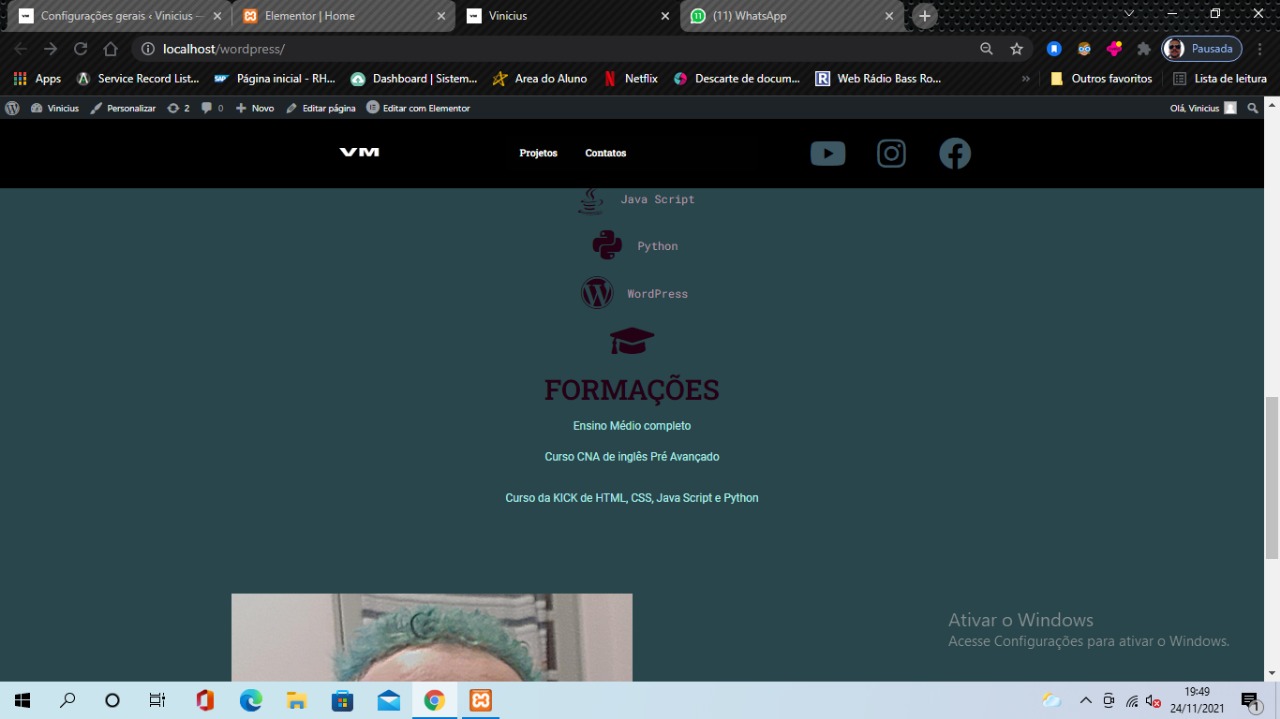 Configurações gerais ‹ Vinicius —
Elementor | Home
Vinicius
(11) WhatsApp
localhost/wordpress/
Pausada
Apps
Service Record List...
Página inicial - RH...
Dashboard | Sistem...
Area do Aluno
Netflix
Descarte de docum...
Web Rádio Bass Ro...
»
Outros favoritos
Lista de leitura
Vinicius
Personalizar
2
0
Novo
Editar página
Editar com Elementor
Olá, Vinicius
VM
Projetos
Contatos
Java Script
Python
WordPress
FORMAÇÕES
Ensino Médio completo
Curso CNA de inglês Pré Avançado
Curso da KICK de HTML, CSS, Java Script e Python
Ativar o Windows
Acesse Configurações para ativar o Windows.
9:49
24/11/2021
1